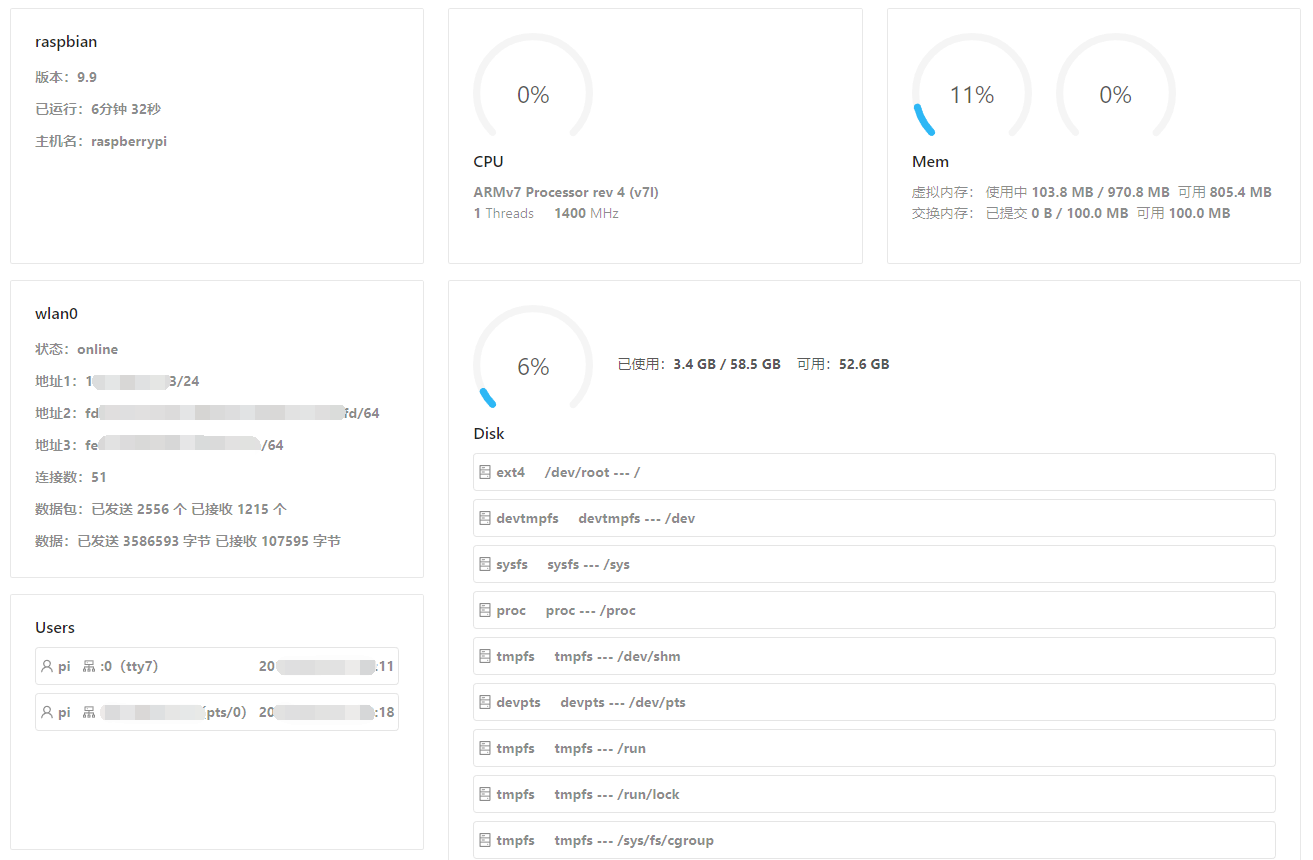 raspbian
版本：9.9
已运行：6分钟 32秒
主机名：raspberrypi
0%
CPU
ARMv7 Processor rev 4 (v7l)
1 Threads 1400 MHz
11% 0%
Mem
虚拟内存： 使用中 103.8 MB / 970.8 MB 可用 805.4 MB
交换内存： 已提交 0 B / 100.0 MB 可用 100.0 MB
wlan0
状态：online
地址1：1 3/24
地址2：fd fd/64
地址3：fe /64
连接数：51
数据包：已发送 2556 个 已接收 1215 个
数据：已发送 3586593 字节 已接收 107595 字节
Users
pi :0（tty7） 20 :11
pi (pts/0) 20 :18
6%
已使用：3.4 GB / 58.5 GB 可用：52.6 GB
Disk
ext4 /dev/root --- /
devtmpfs devtmpfs --- /dev
sysfs sysfs --- /sys
proc proc --- /proc
tmpfs tmpfs --- /dev/shm
devpts devpts --- /dev/pts
tmpfs tmpfs --- /run
tmpfs tmpfs --- /run/lock
tmpfs tmpfs --- /sys/fs/cgroup